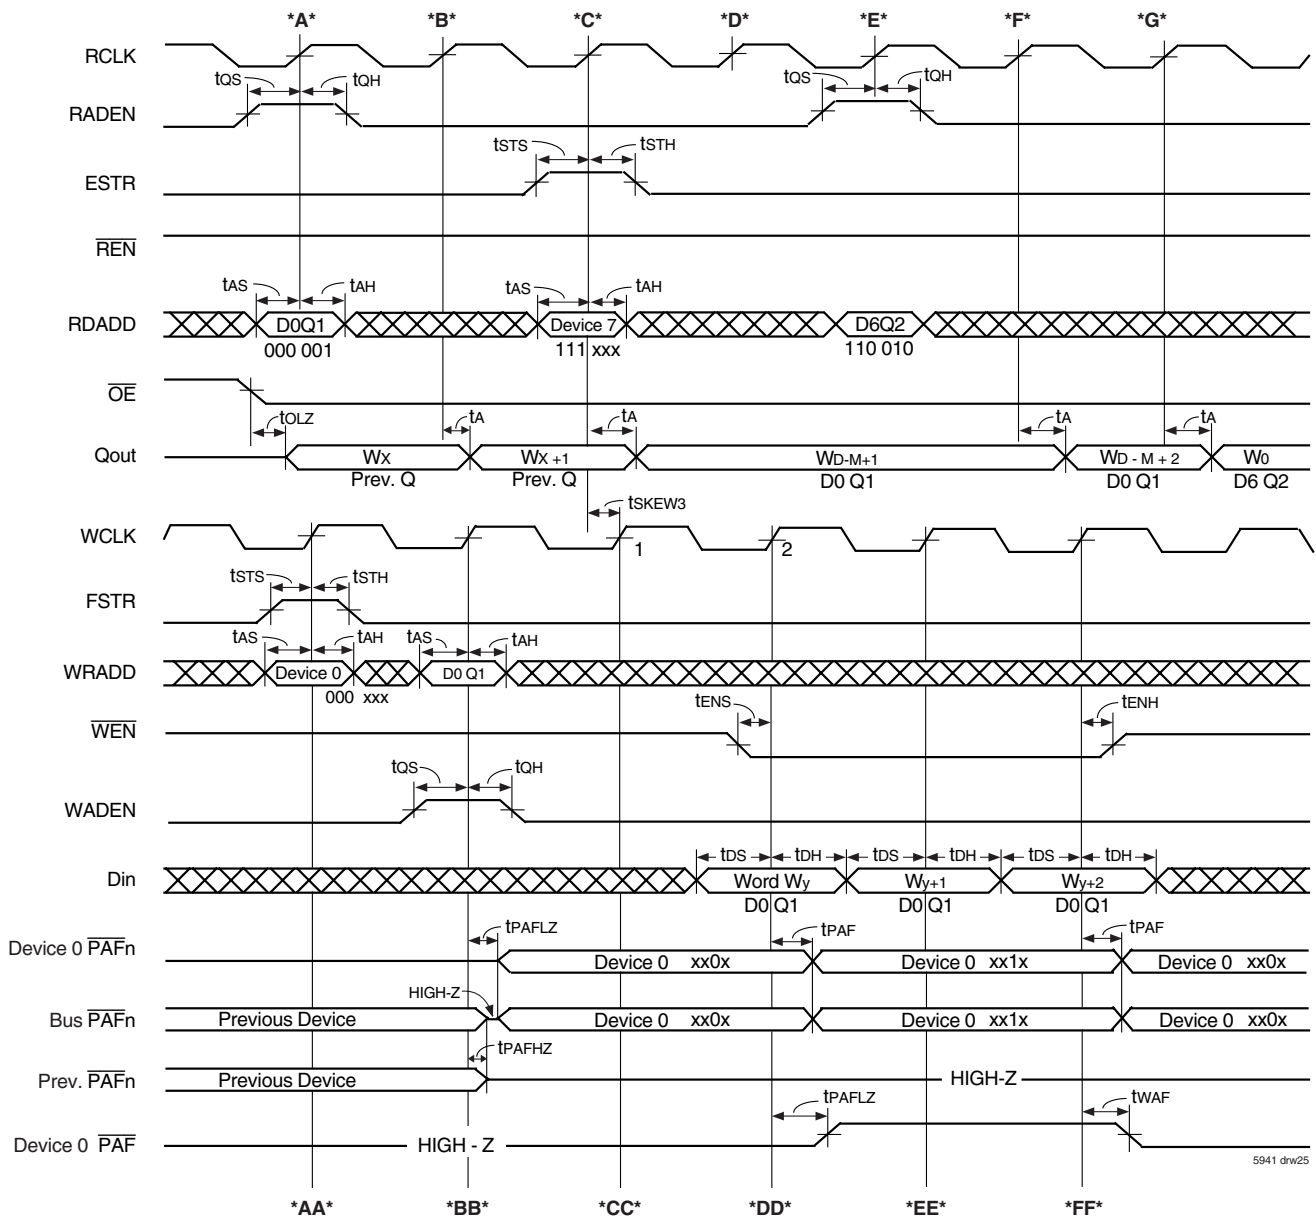 *A* *B* *C* *D* *E* *F* *G*
RCLK
tQS tQH tQS tQH
RADEN
tSTS tSTH
ESTR
REN
tAS tAH tAS tAH
RDADD D0Q1 Device 7 D6Q2
000 001 111 xxx 110 010
OE
tOLZ tA tA tA tA
Qout WX WX +1 WD-M+1 WD - M + 2 W0
Prev. Q Prev. Q D0 Q1 D0 Q1 D6 Q2
tSKEW3
WCLK 1 2
tSTS tSTH
FSTR
tAS tAH tAS tAH
WRADD Device 0 D0 Q1
000 xxx
tENS tENH
WEN
tQS tQH
WADEN
tDS tDH tDS tDH tDS tDH
Din Word Wy Wy+1 Wy+2
D0 Q1 D0 Q1 D0 Q1
tPAFLZ tPAF tPAF
Device 0 PAFn Device 0 xx0x Device 0 xx1x Device 0 xx0x
HIGH-Z
Bus PAFn Previous Device Device 0 xx0x Device 0 xx1x Device 0 xx0x
tPAFHZ
Prev. PAFn Previous Device HIGH-Z
tPAFLZ tWAF
Device 0 PAF HIGH - Z
5941 drw25
*AA* *BB* *CC* *DD* *EE* *FF*